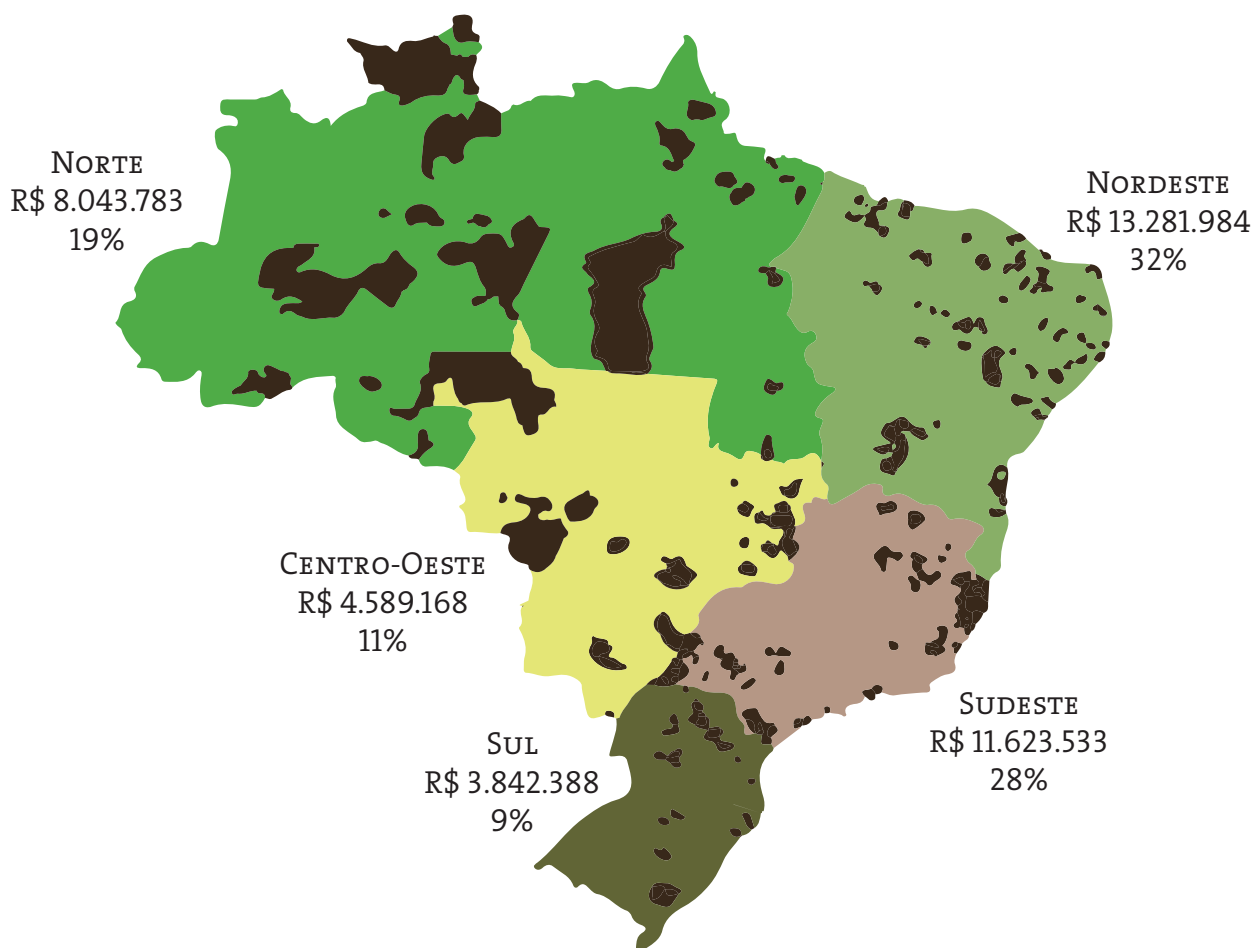 Norte
R$ 8.043.783
19%
Nordeste
R$ 13.281.984
32%
Centro-Oeste
R$ 4.589.168
11%
Sudeste
R$ 11.623.533
28%
Sul
R$ 3.842.388
9%